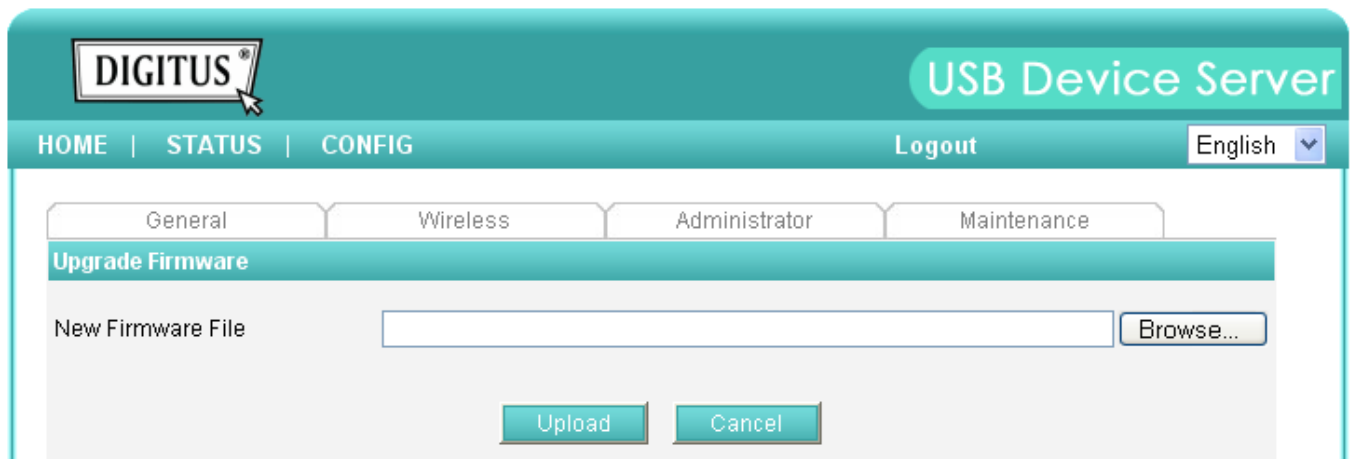 DIGITUS®
USB Device Server
HOME | STATUS | CONFIG Logout English
General Wireless Administrator Maintenance
Upgrade Firmware
New Firmware File Browse...
Upload Cancel